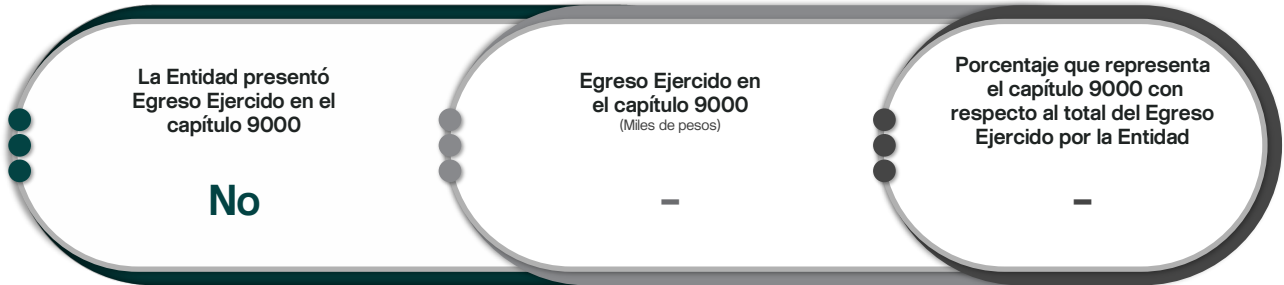 La Entidad presentó
Egreso Ejercido en el
capítulo 9000
No
Egreso Ejercido en
el capítulo 9000
(Miles de pesos)
–
Porcentaje que representa
el capítulo 9000 con
respecto al total del Egreso
Ejercido por la Entidad
–